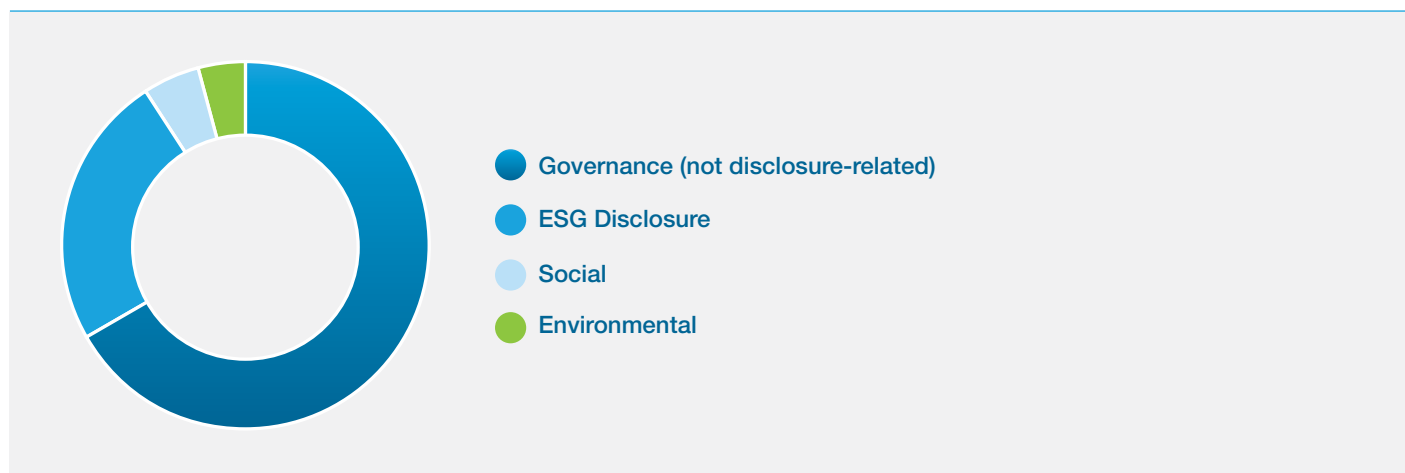 Governance (not disclosure-related)
ESG Disclosure
Social
Environmental